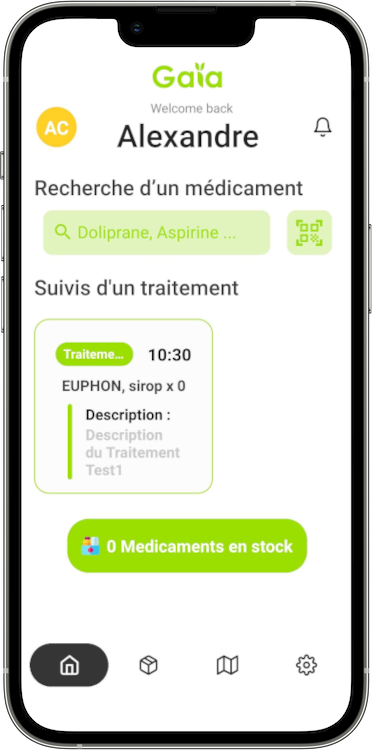 Gaïa
Welcome back
AC
Alexandre
Recherche d'un médicament
Doliprane, Aspirine ...
Suivis d'un traitement
Traiteme... 10:30
EUPHON, sirop x 0
Description :
Description
du Traitement
Test1
0 Medicaments en stock